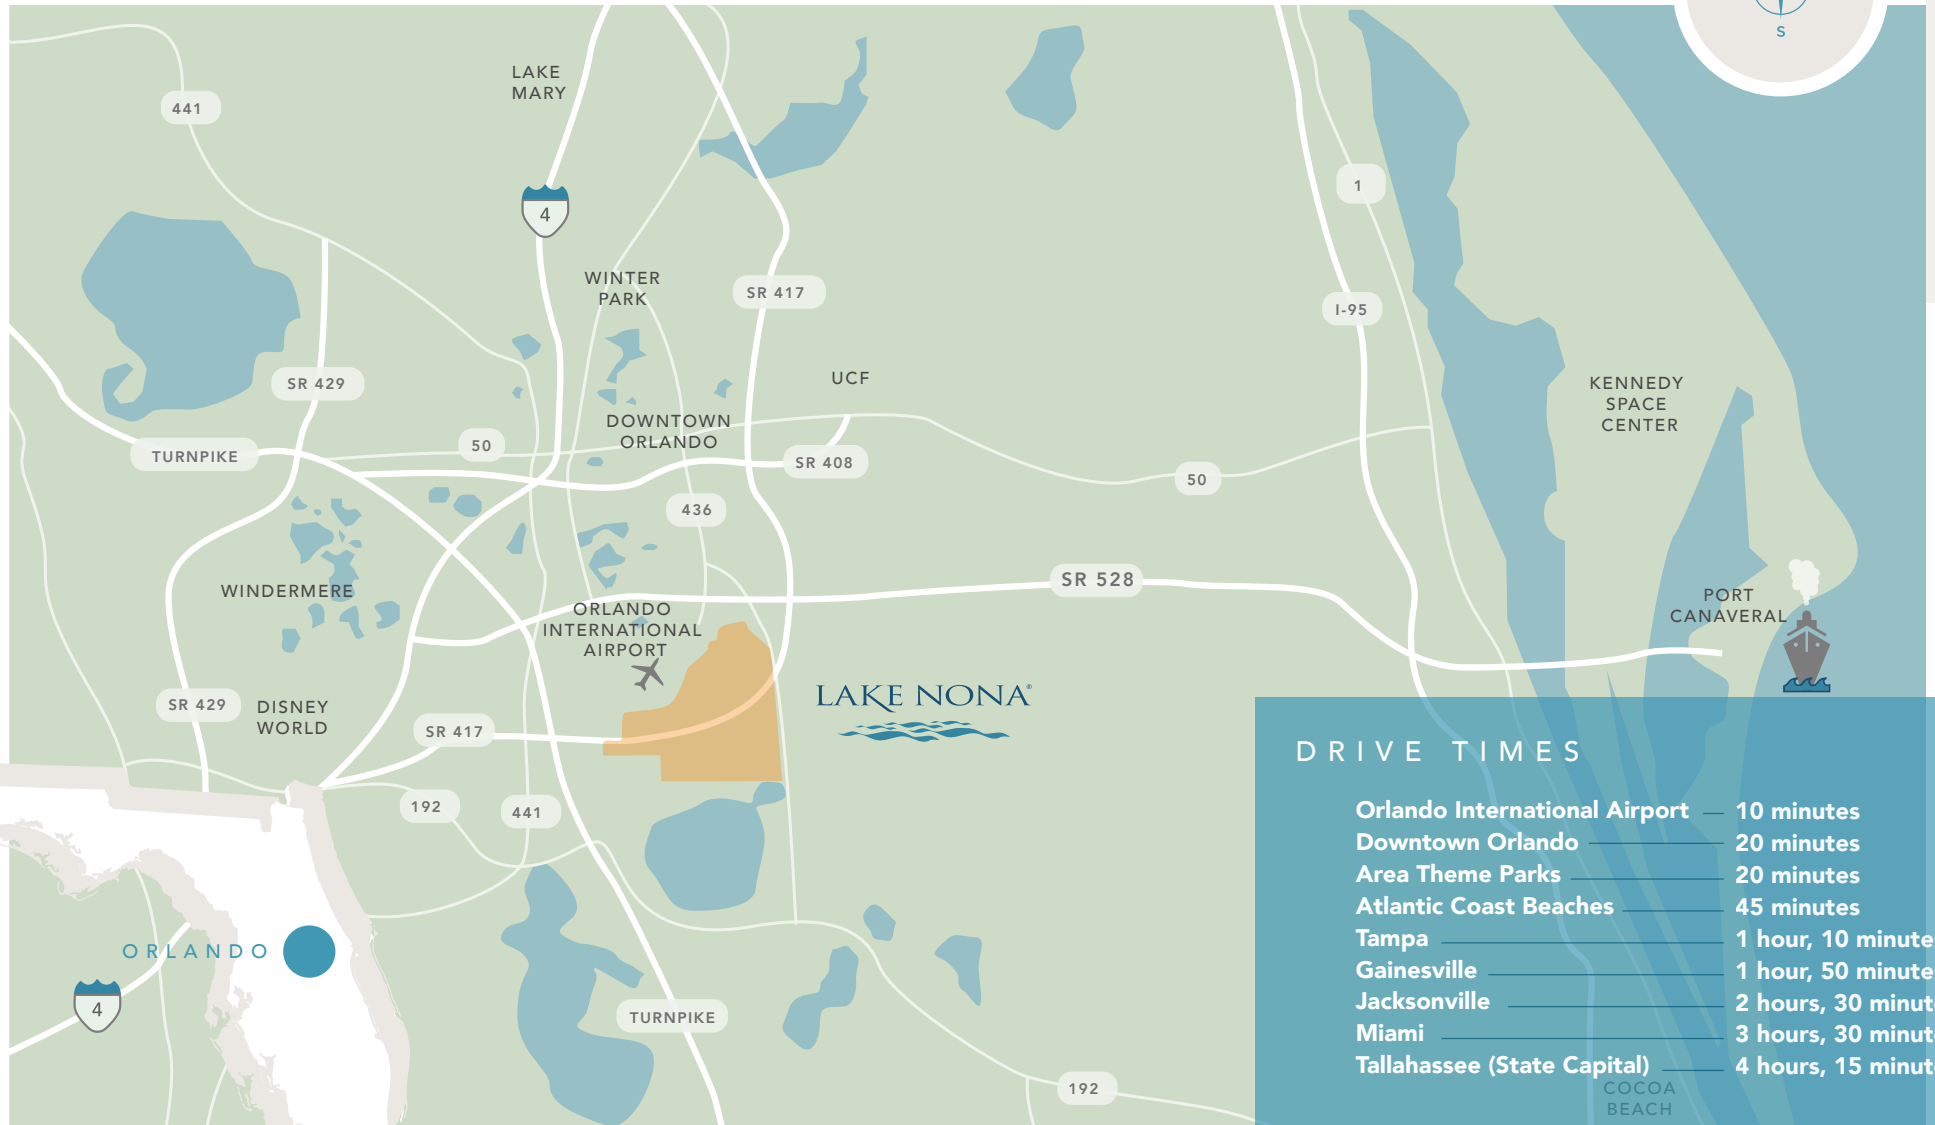 S
LAKE
MARY
441
4
1
WINTER
PARK
SR 417
I-95
UCF
SR 429
KENNEDY
SPACE
CENTER
DOWNTOWN
ORLANDO
50
TURNPIKE
SR 408
50
436
SR 528
WINDERMERE
PORT
CANAVERAL
ORLANDO
INTERNATIONAL
AIRPORT
LAKE NONA®
SR 429
DISNEY
WORLD
SR 417
192
441
ORLANDO
4
TURNPIKE
192
DRIVE TIMES
Orlando International Airport 10 minutes
Downtown Orlando 20 minutes
Area Theme Parks 20 minutes
Atlantic Coast Beaches 45 minutes
Tampa 1 hour, 10 minute
Gainesville 1 hour, 50 minute
Jacksonville 2 hours, 30 minut
Miami 3 hours, 30 minut
Tallahassee (State Capital) 4 hours, 15 minut
COCOA
BEACH